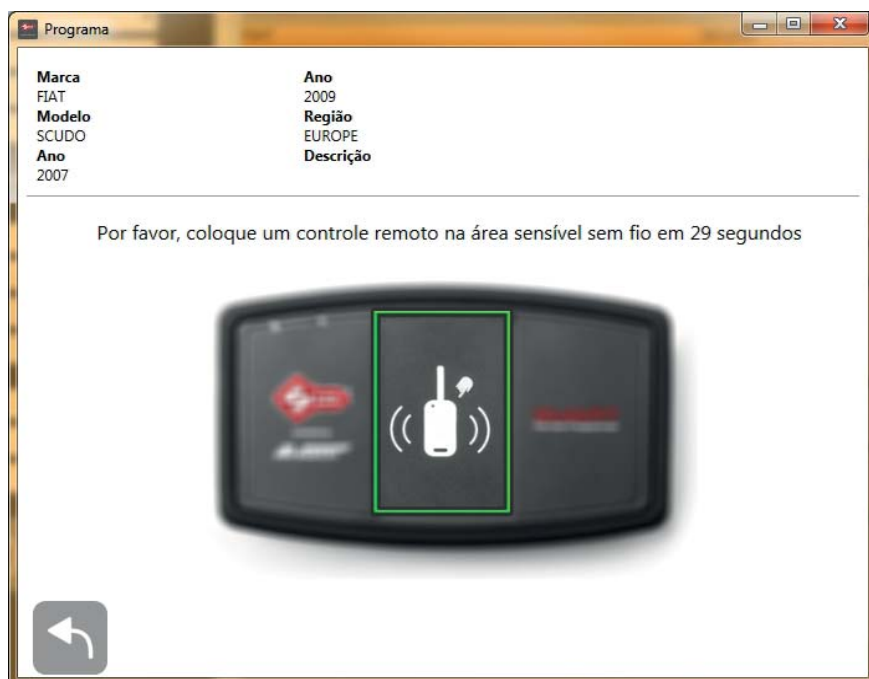 Programa
Marca
FIAT
Modelo
SCUDO
Ano
2007
Ano
2009
Região
EUROPE
Descrição
Por favor, coloque um controle remoto na área sensível sem fio em 29 segundos